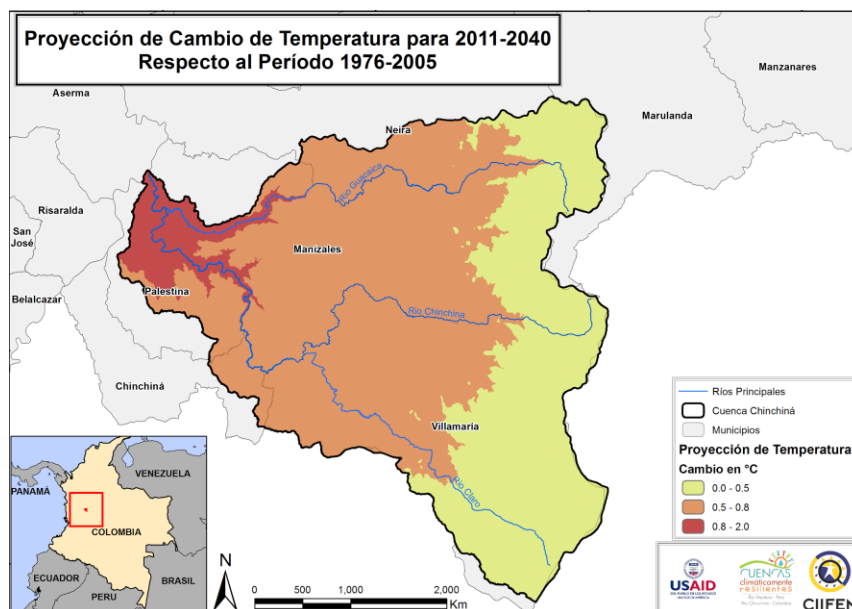 Proyección de Cambio de Temperatura para 2011-2040
Respecto al Período 1976-2005
Manzanares
Aserma
Marulanda
Neira
Río Guacaica
Risaralda
San
José
Manizales
Belalcazar
Palestina
Río Chinchina
Chinchiná
Villamaría
Río Claro
Ríos Principales
Cuenca Chinchiná
Municipios
Proyección de Temperatura
Cambio en °C
0.0 - 0.5
0.5 - 0.8
0.8 - 2.0
PANAMÁ
VENEZUELA
COLOMBIA
ECUADOR
PERÚ
BRASIL
N
0 500 1,000 2,000
Km
USAID
CUENCAS
climáticamente
resilientes
CIIFEN